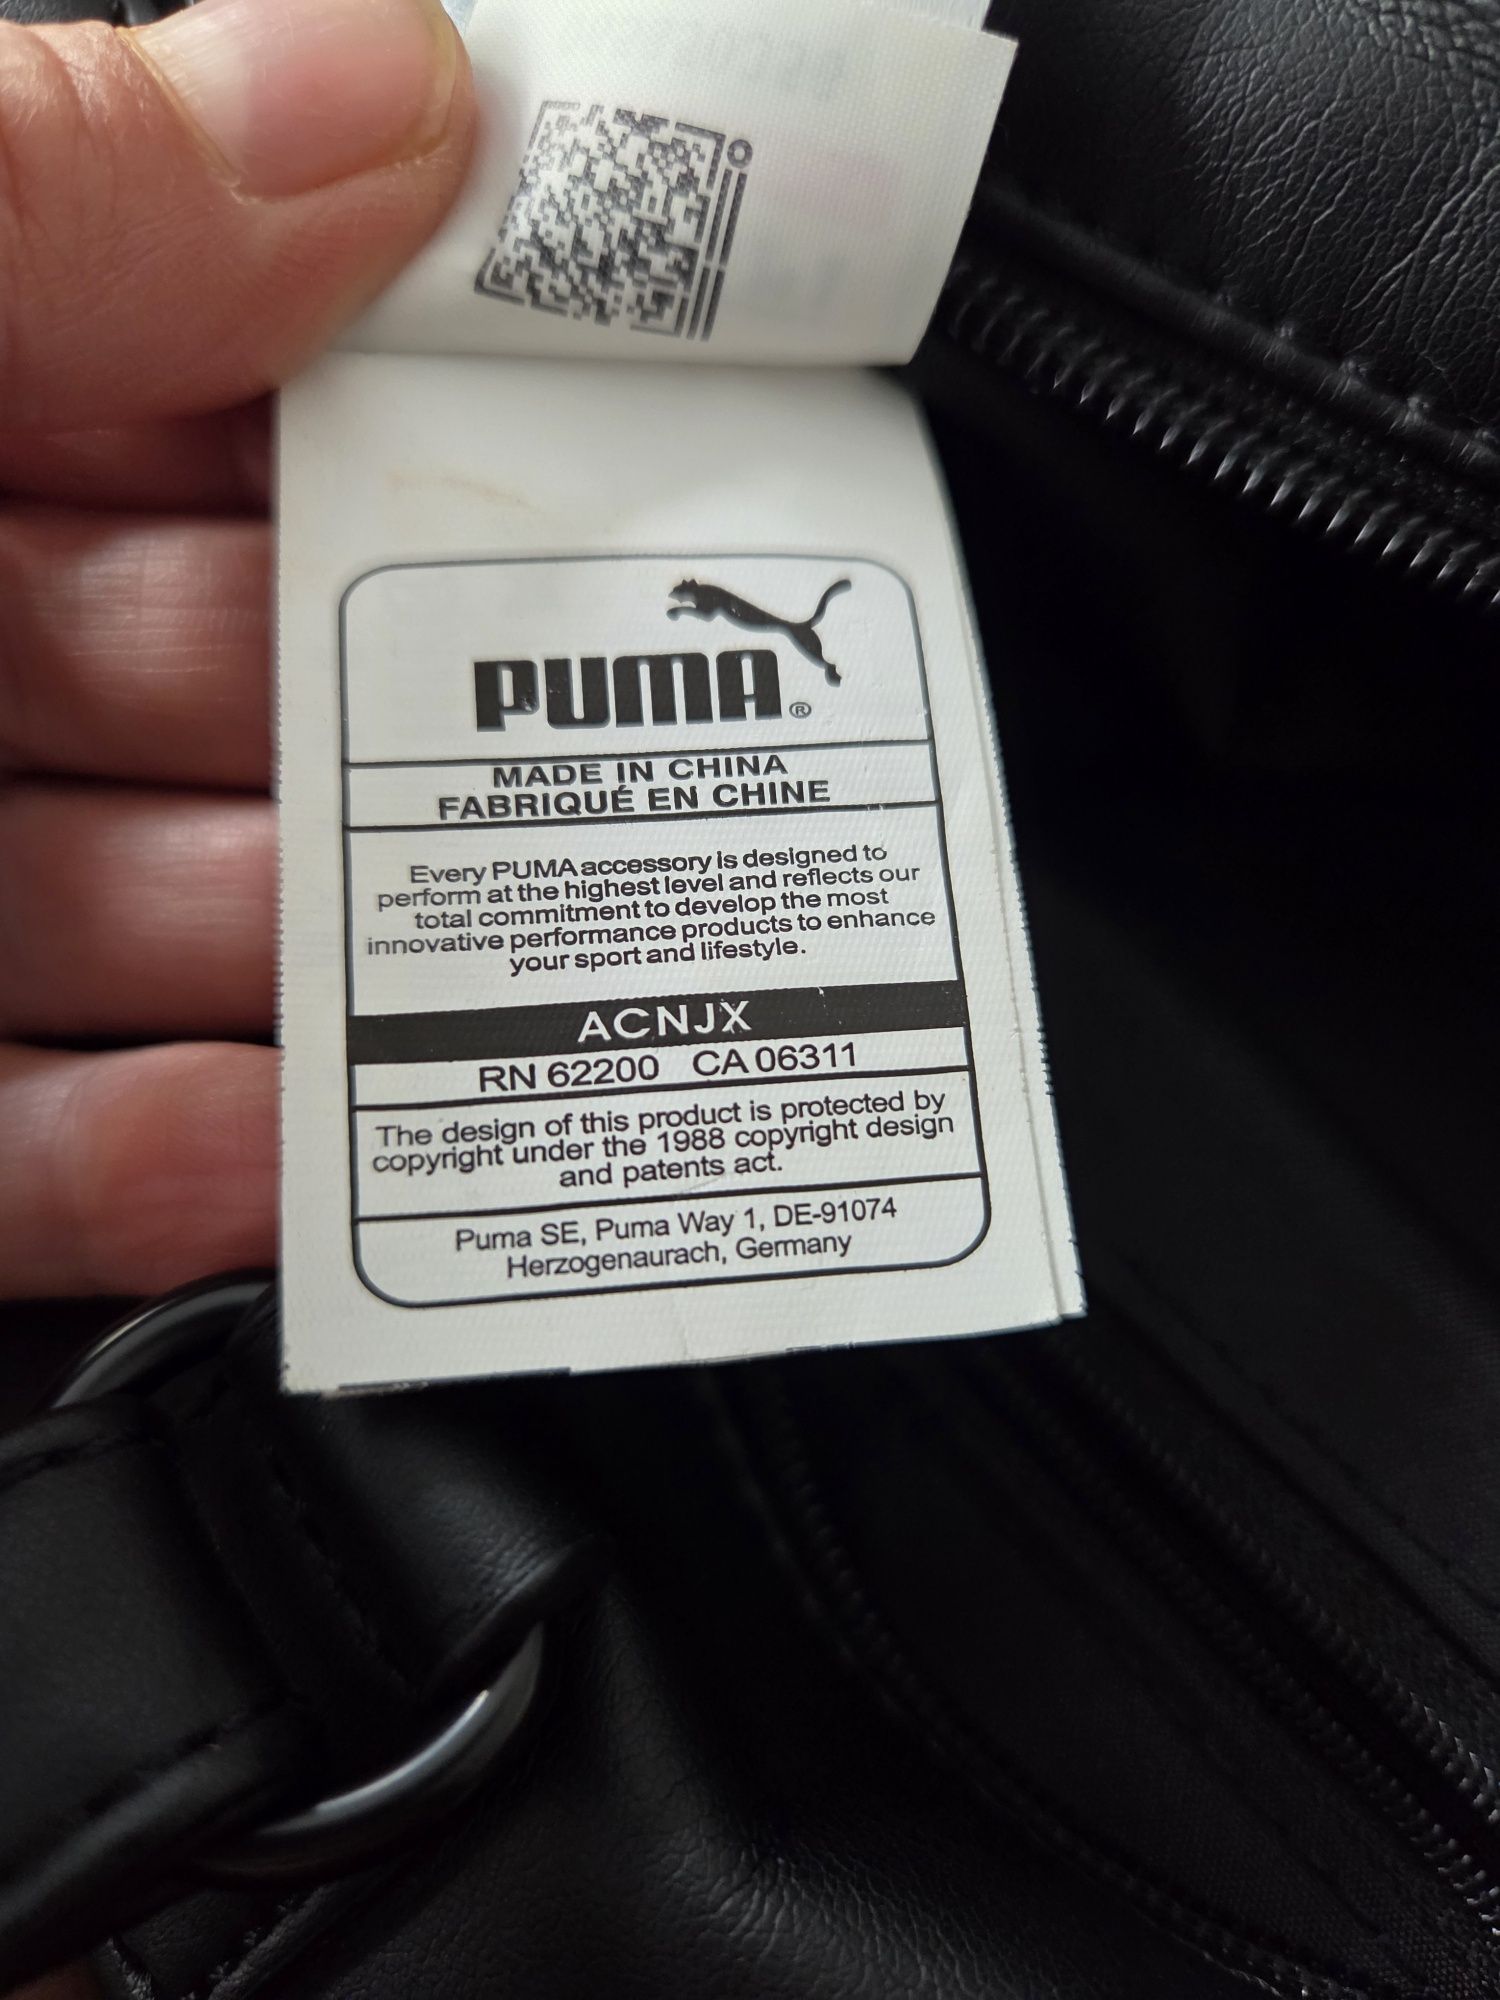 PUMA®
MADE IN CHINA
FABRIQUÉ EN CHINE
Every PUMA accessory is designed to
perform at the highest level and reflects our
total commitment to develop the most
innovative performance products to enhance
your sport and lifestyle.
ACNJX
RN 62200 CA 06311
The design of this product is protected by
copyright under the 1988 copyright design
and patents act.
Puma SE, Puma Way 1, DE-91074
Herzogenaurach, Germany